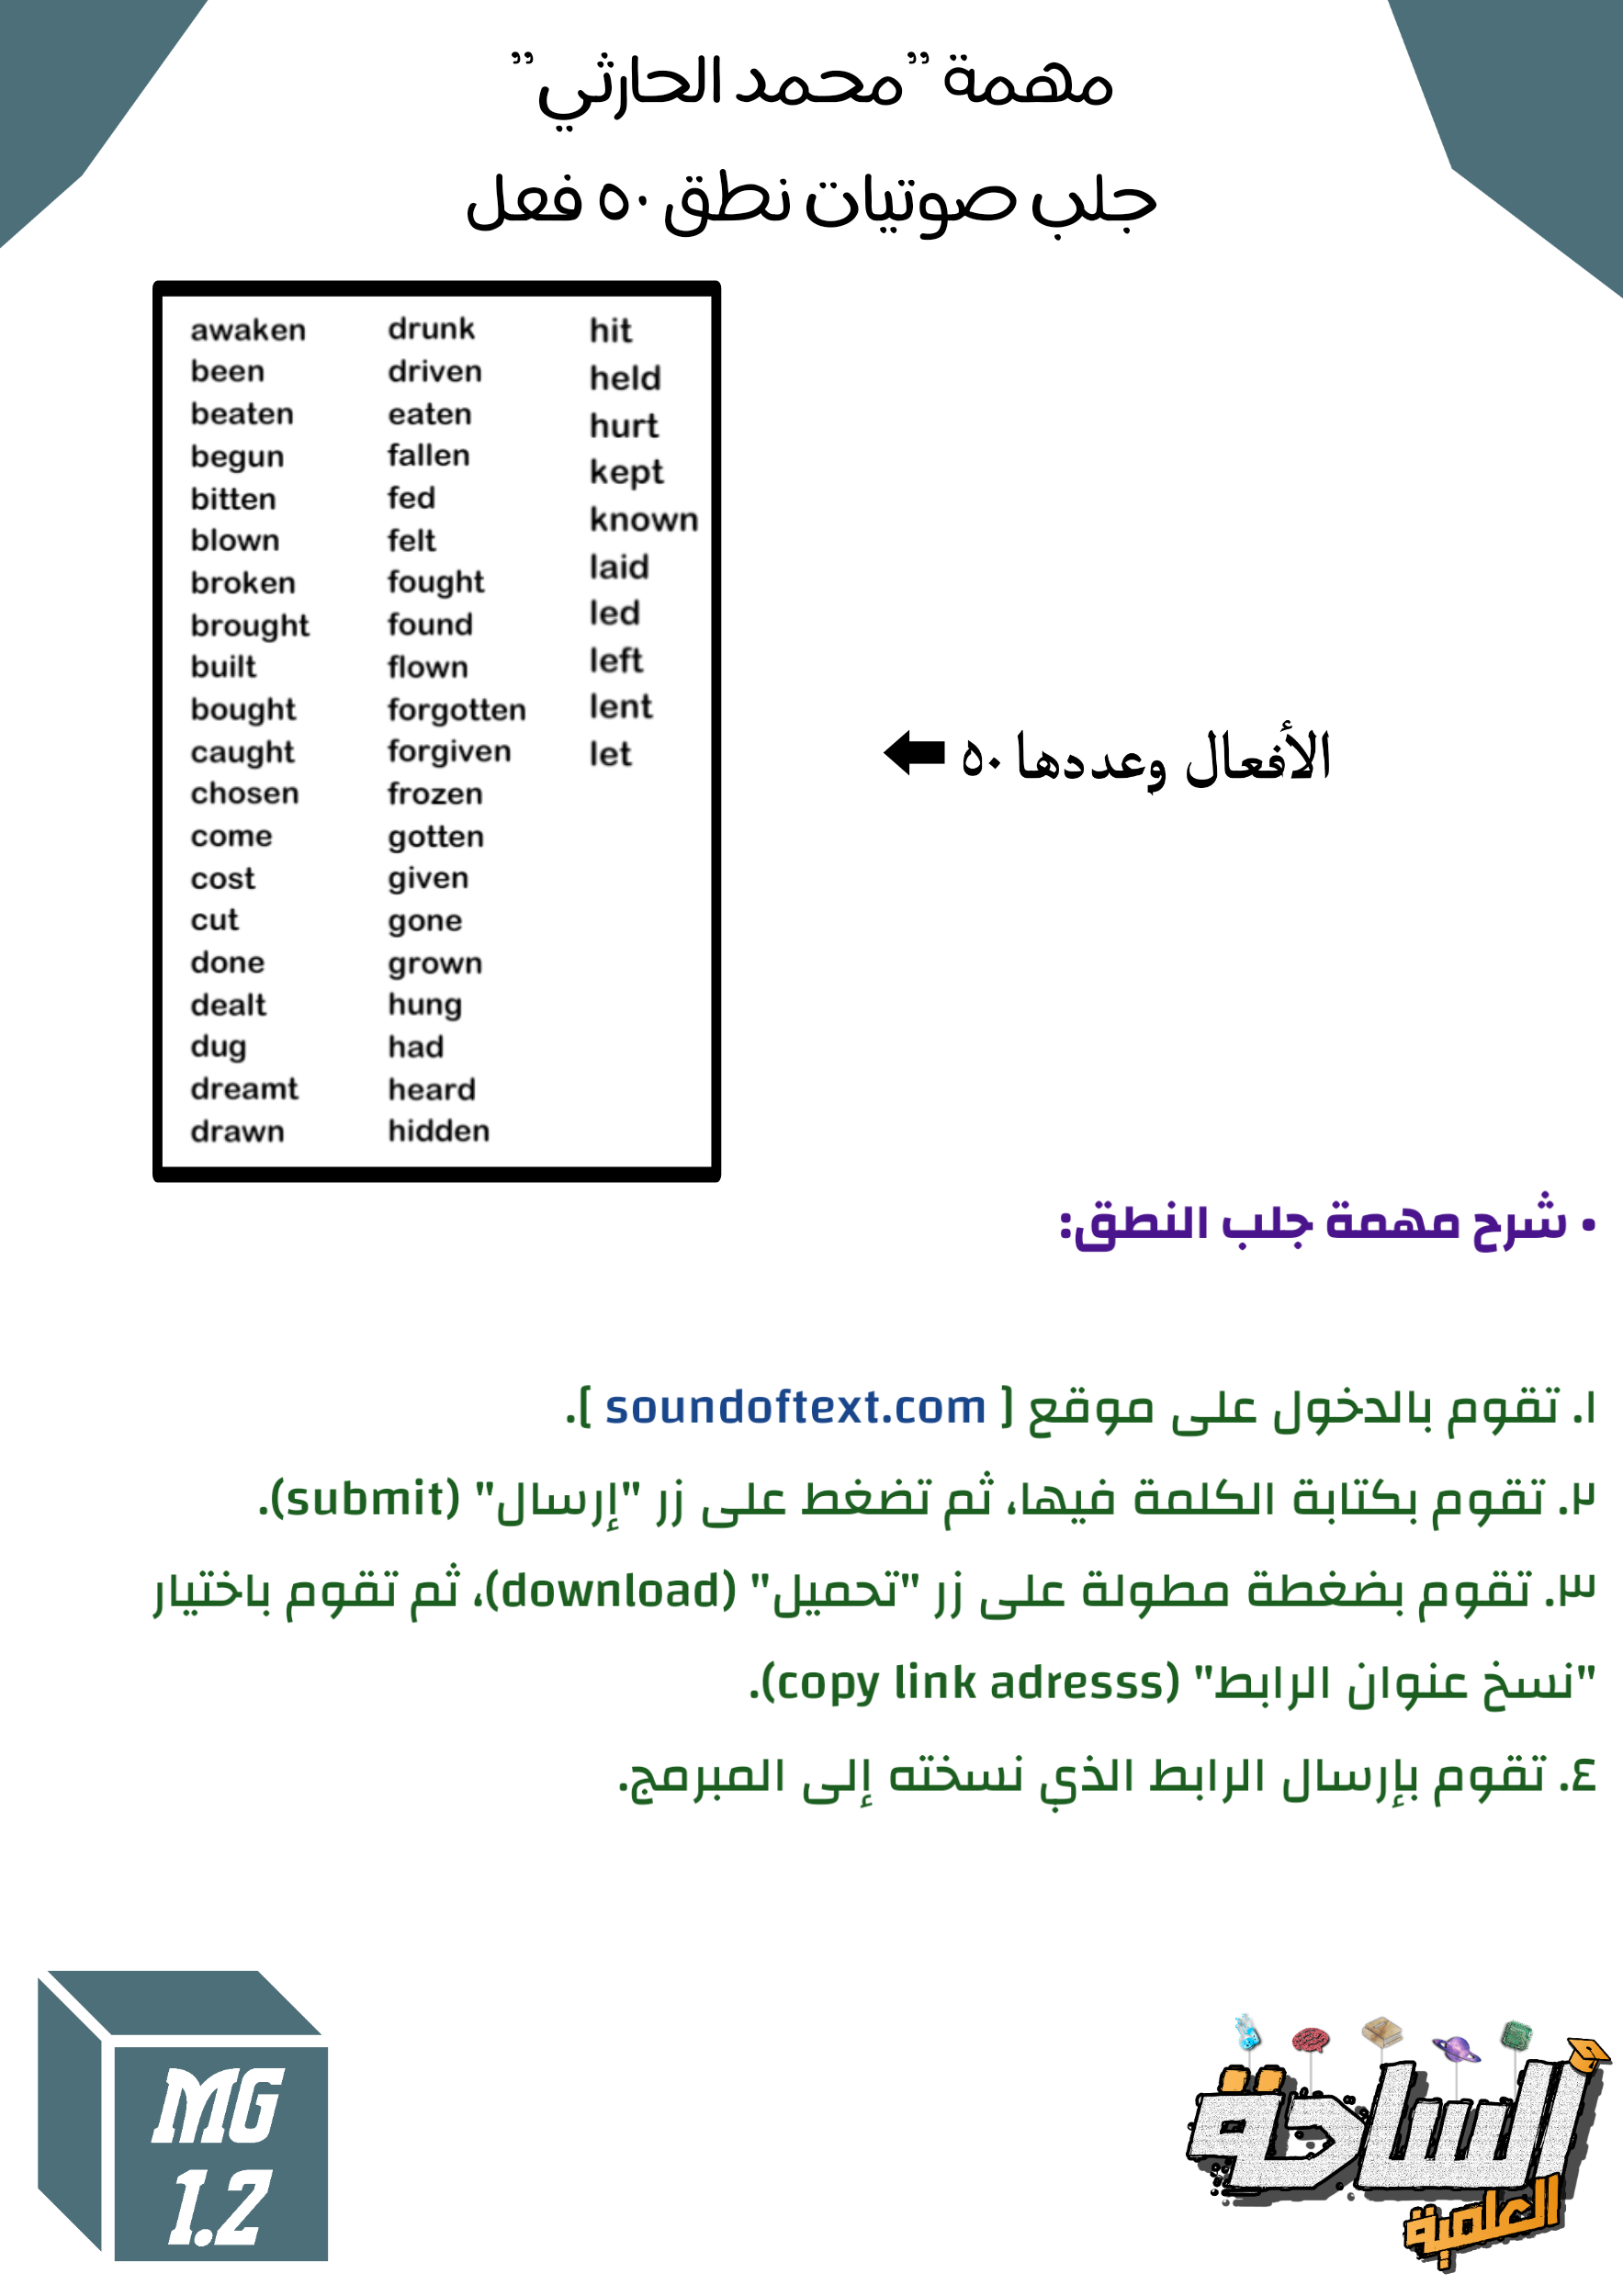 مهمة "محمد الحارثي"
جلب صوتيات نطق ٥٠ فعل
awaken
been
beaten
begun
bitten
blown
broken
brought
built
bought
caught
chosen
come
cost
cut
done
dealt
dug
dreamt
drawn
drunk
driven
eaten
fallen
fed
felt
fought
found
flown
forgotten
forgiven
frozen
gotten
given
gone
grown
hung
had
heard
hidden
hit
held
hurt
kept
known
laid
led
left
lent
let
الأفعال وعددها ٥٠
• شرح مهمة جلب النطق:
١. تقوم بالدخول على موقع [ soundoftext.com ].
٢. تقوم بكتابة الكلمة فيها، ثم تضغط على زر "إرسال" (submit).
٣. تقوم بضغطة مطولة على زر "تحميل" (download)، ثم تقوم باختيار
"نسخ عنوان الرابط" (copy link adresss).
٤. تقوم بإرسال الرابط الذي نسخته إلى المبرمج.
MG
1.2
الساحة
العلمية